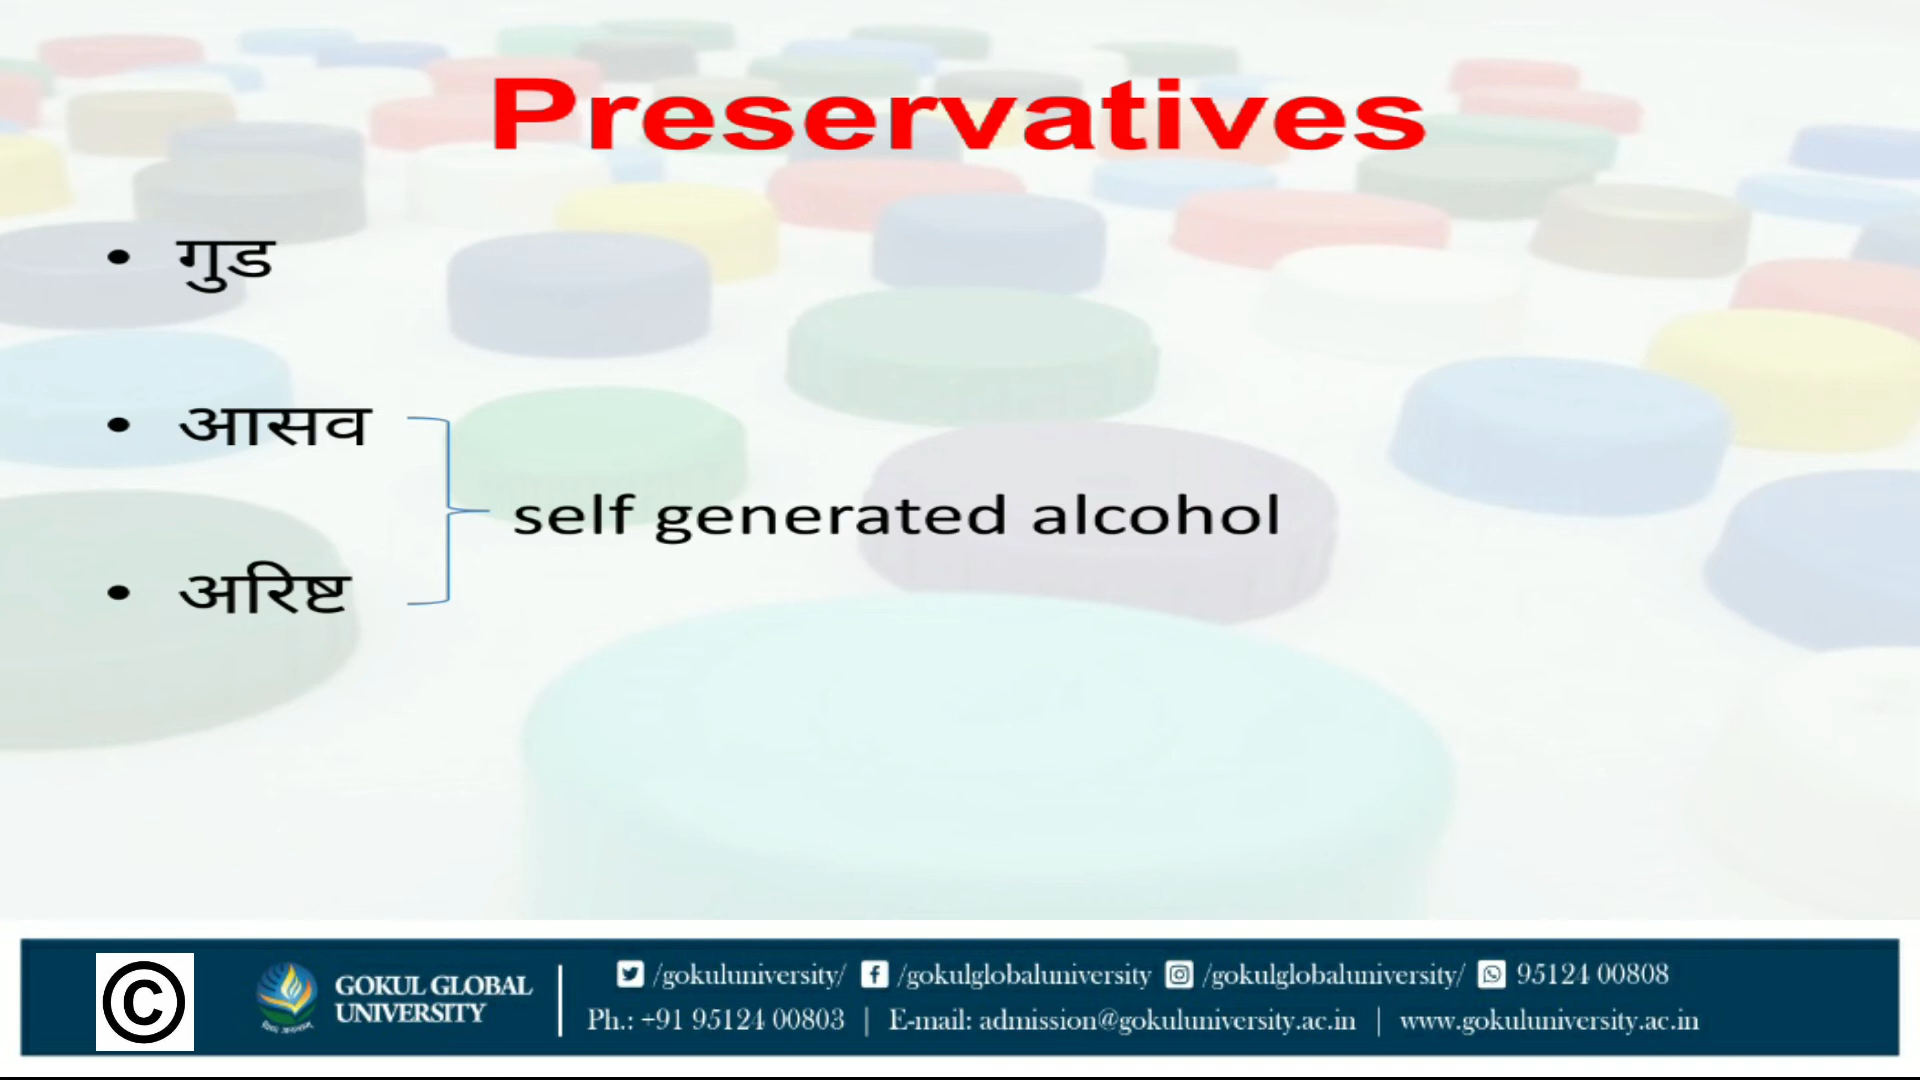 Preservatives
• गुड
• आसव
self generated alcohol
• अरिष्ट
©
GOKUL GLOBAL
UNIVERSITY
/gokuluniversity/ /gokulglobaluniversity /gokulglobaluniversity/ 95124 00808
Ph.: +91 95124 00803 | E-mail: admission@gokuluniversity.ac.in | www.gokuluniversity.ac.in